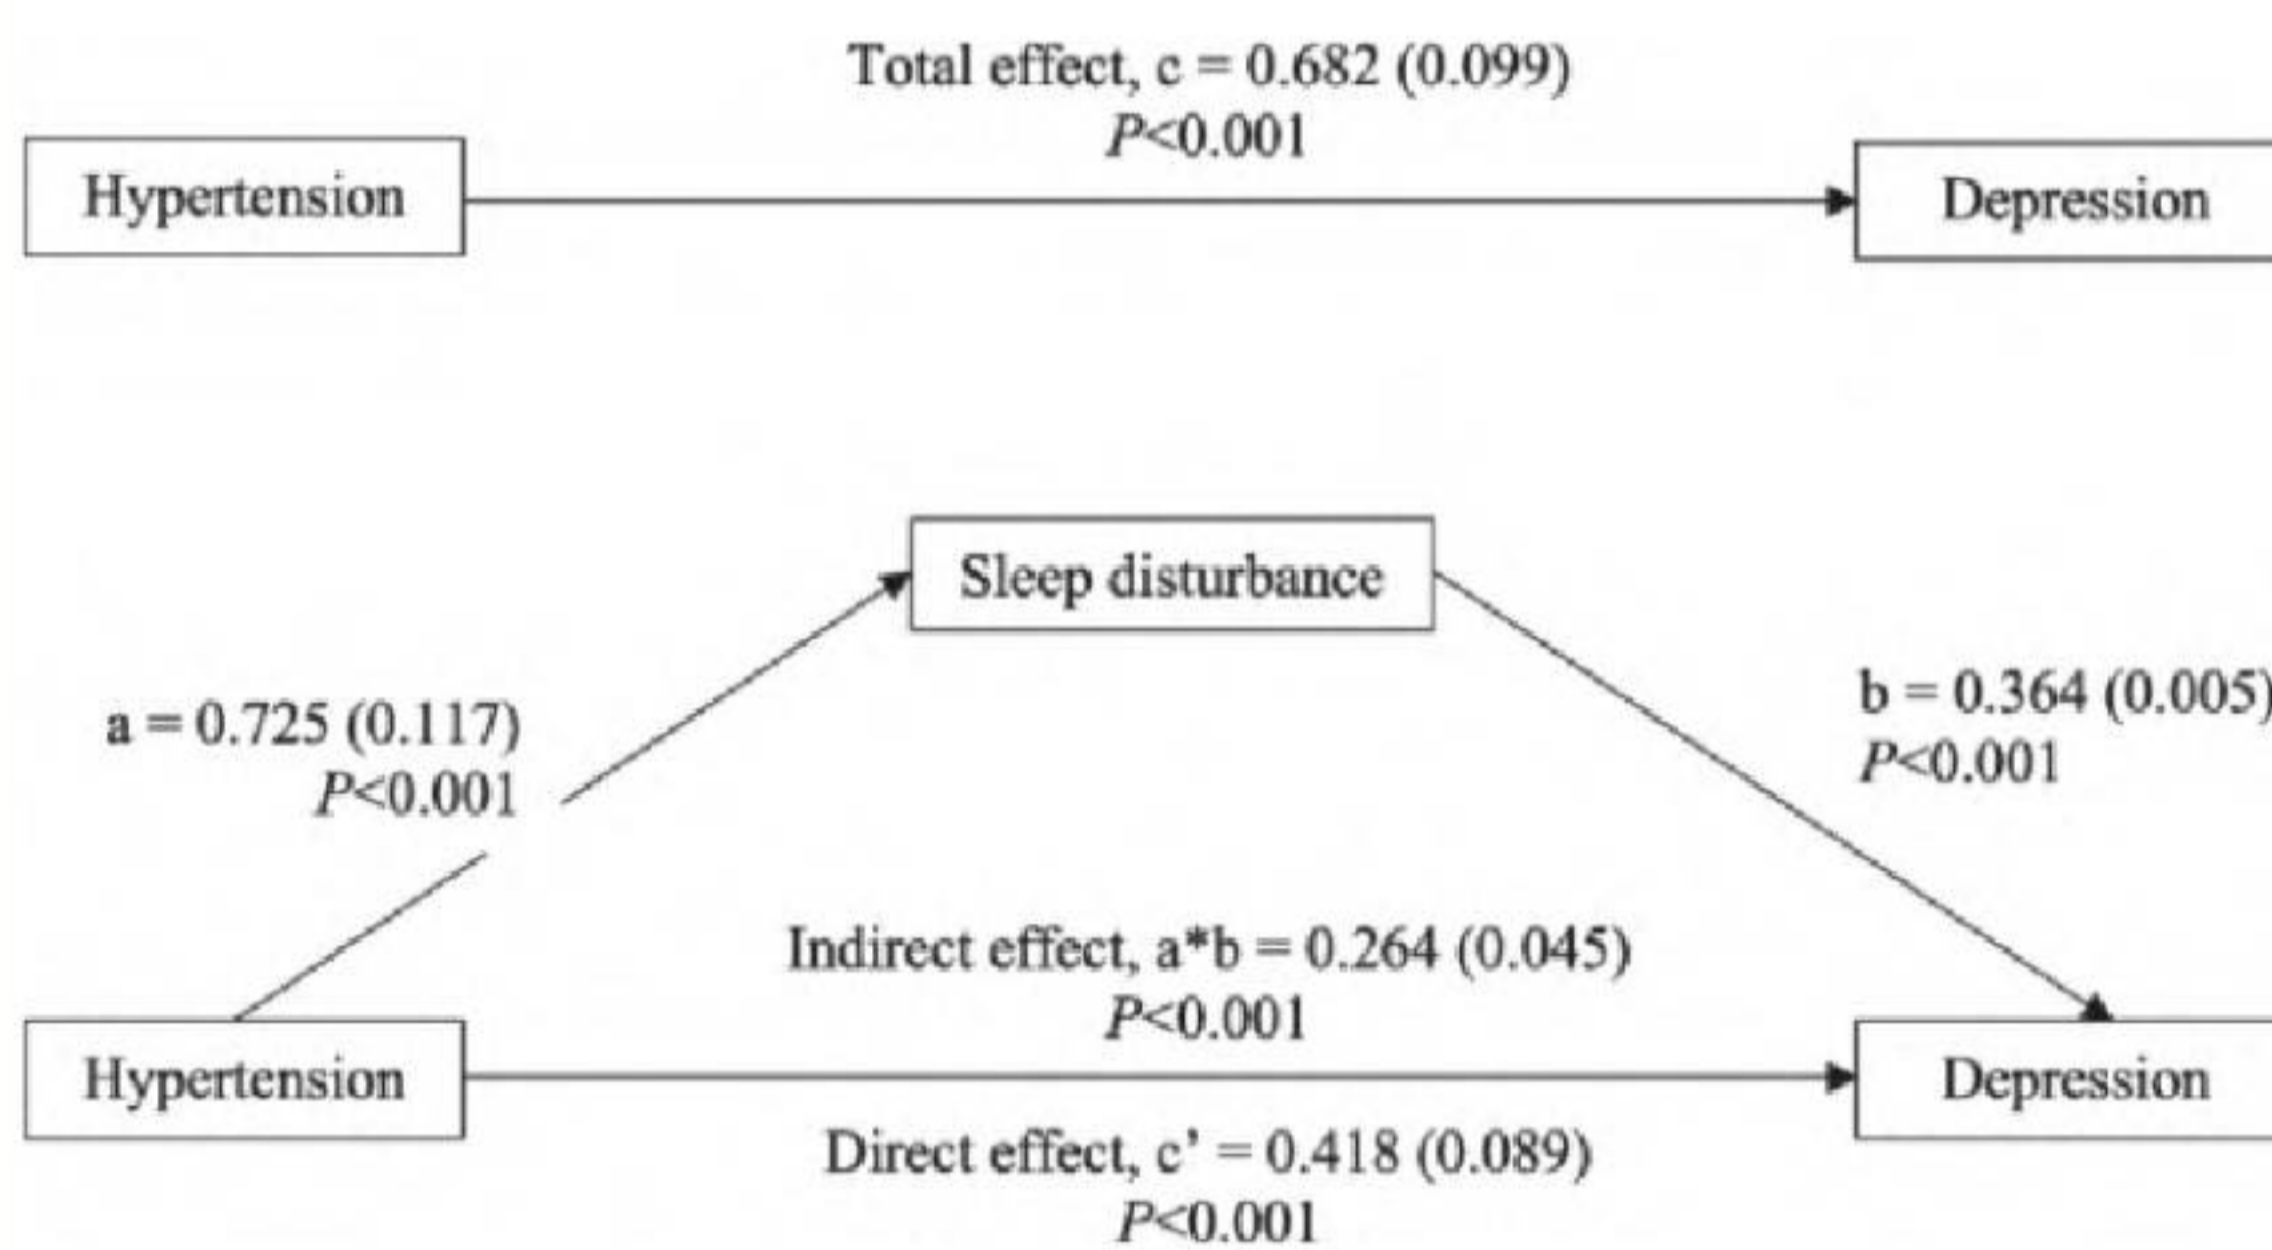 Total effect, c = 0.682 (0.099)
P<0.001
Hypertension
Depression
Sleep disturbance
a = 0.725 (0.117)
P<0.001
b = 0.364 (0.005)
P<0.001
Indirect effect, a*b = 0.264 (0.045)
P<0.001
Hypertension
Depression
Direct effect, c’ = 0.418 (0.089)
P<0.001